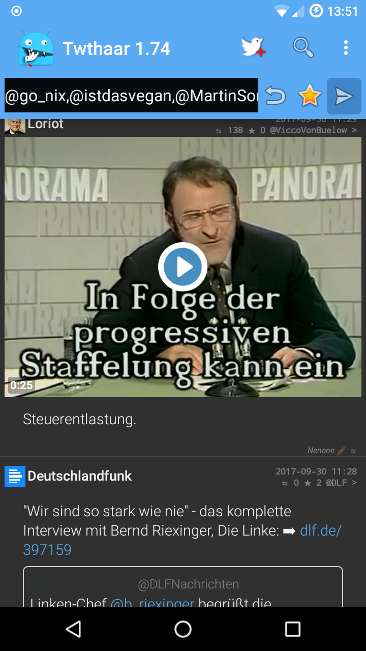 13:51
Twthaar 1.74
@go_nix,@istdasvegan,@MartinSo
Loriot
2017-09-30 11:29
138 ★ 0 @ViccoVonBuelow >
NORAMA
PANORA
In Folge der
progressiven
Staffelung kann ein
0:25
Steuerentlastung.
Nenene
Deutschlandfunk
2017-09-30 11:28
0 ★ 2 @DLF >
"Wir sind so stark wie nie" - das komplette
Interview mit Bernd Riexinger, Die Linke: ➡ dlf.de/
397159
@DLFNachrichten
Linken-Chef @b_riexinger begrüßt die